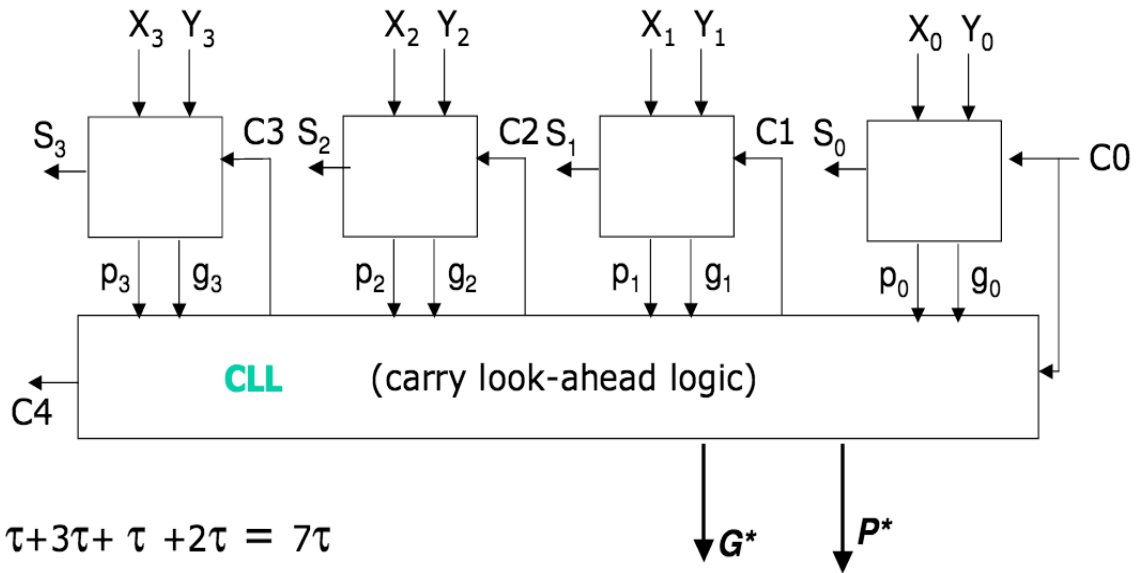 X₃ Y₃ X₂ Y₂ X₁ Y₁ X₀ Y₀
S₃ C3 S₂ C2 S₁ C1 S₀ C0
p₃ g₃ p₂ g₂ p₁ g₁ p₀ g₀
CLL (carry look-ahead logic)
C4
τ+3τ+ τ +2τ = 7τ G* P*